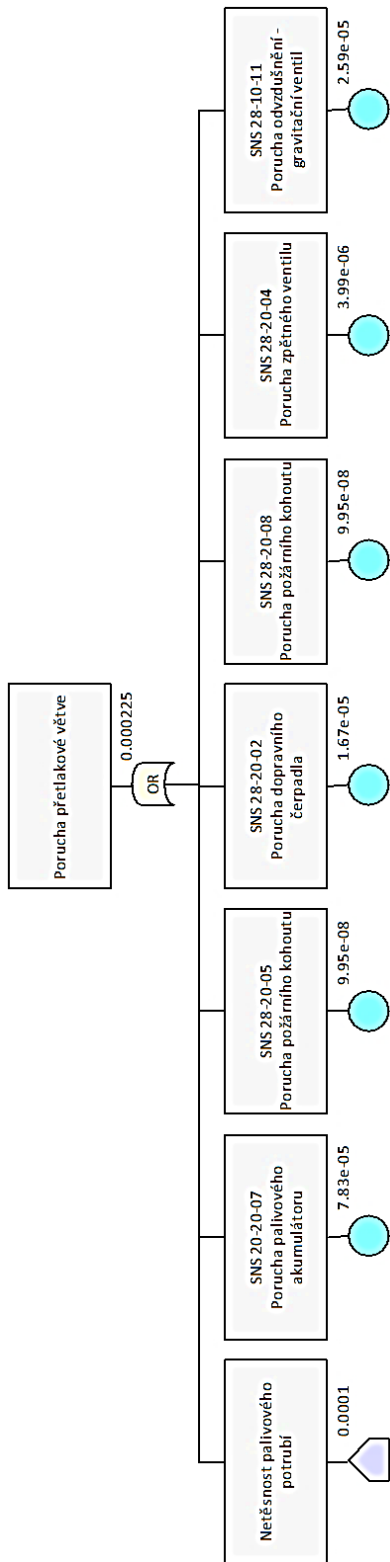 Porucha přetlakové větve
0.000225
OR
Netěsnost palivového
potrubí
0.0001
SNS 20-20-07
Porucha palivového
akumulátoru
7.83e-05
SNS 28-20-05
Porucha požárního kohoutu
9.95e-08
SNS 28-20-02
Porucha dopravního
čerpadla
1.67e-05
SNS 28-20-08
Porucha požárního kohoutu
9.95e-08
SNS 28-20-04
Porucha zpětného ventilu
3.99e-06
SNS 28-10-11
Porucha odvzdušnění -
gravitační ventil
2.59e-05